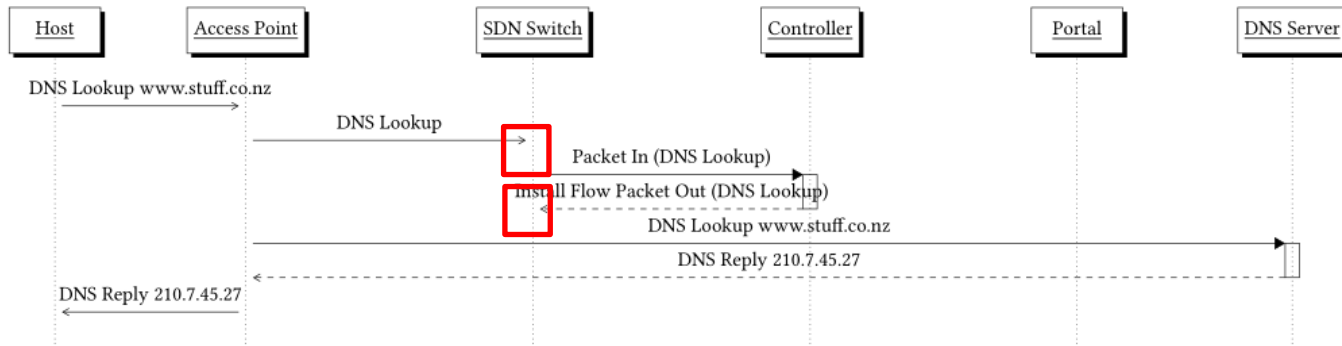 Host
Access Point
SDN Switch
Controller
Portal
DNS Server
DNS Lookup www.stuff.co.nz
DNS Lookup
Packet In (DNS Lookup)
Install Flow Packet Out (DNS Lookup)
DNS Lookup www.stuff.co.nz
DNS Reply 210.7.45.27
DNS Reply 210.7.45.27